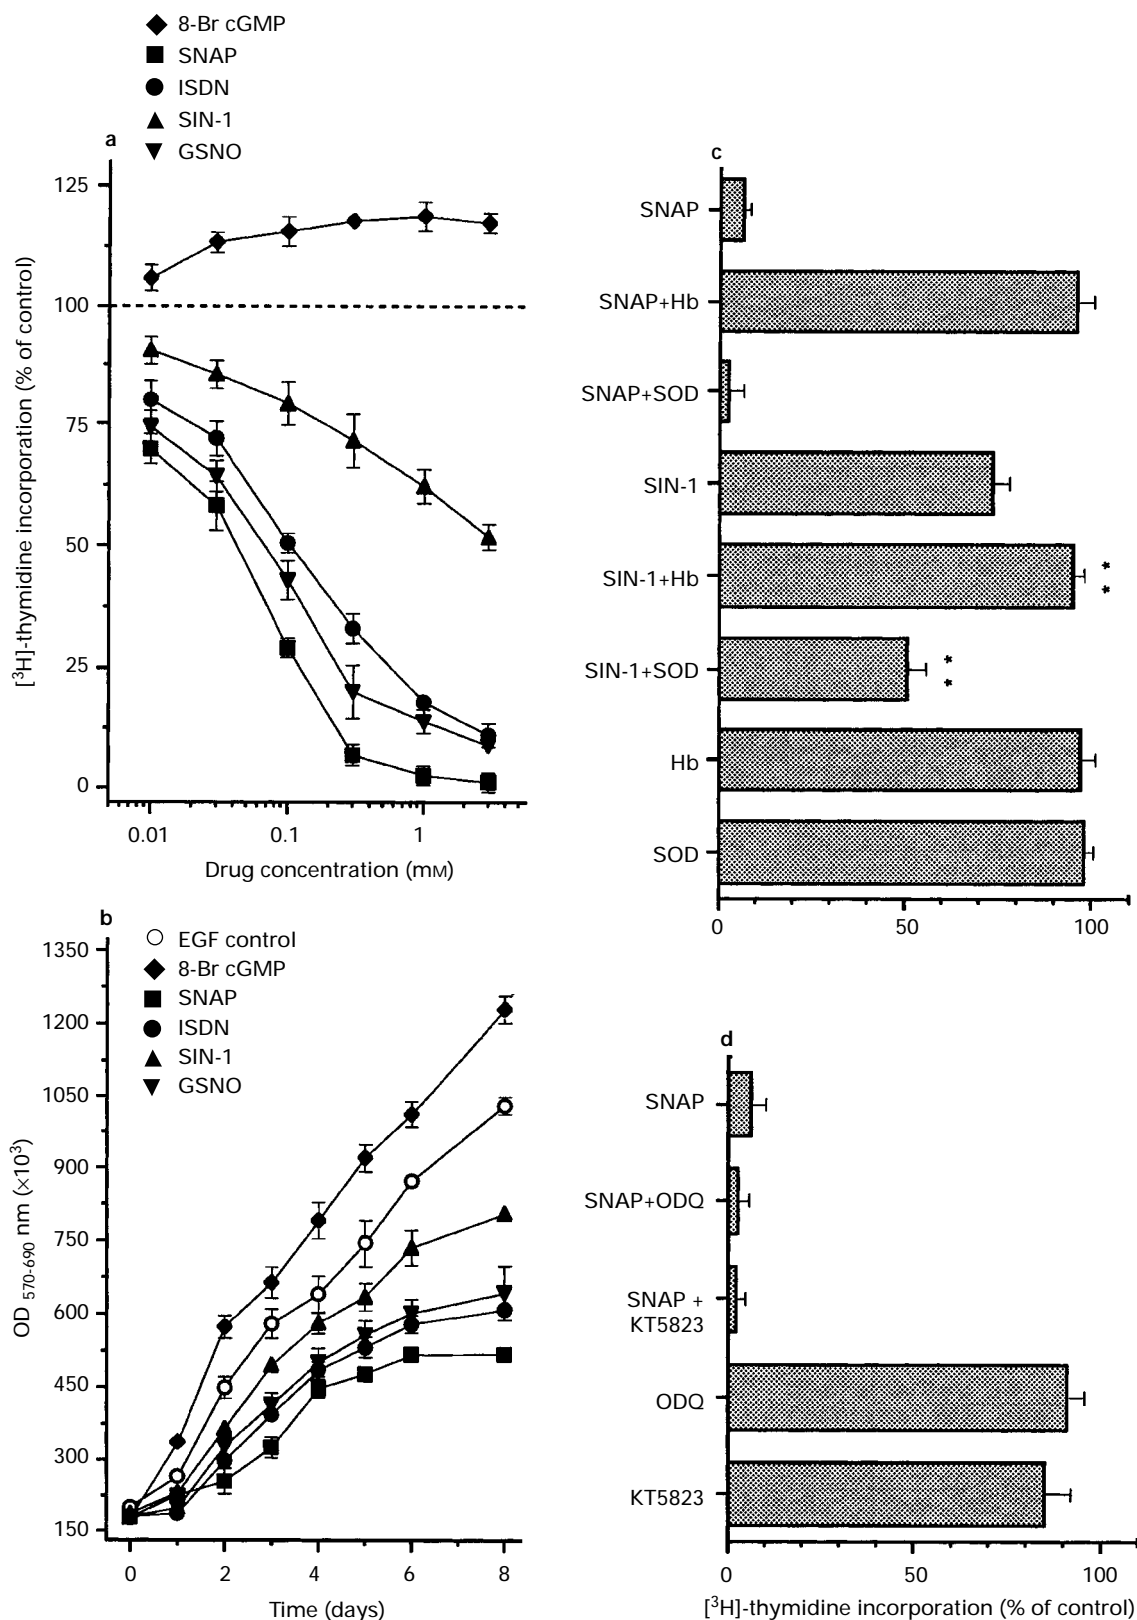 8-Br cGMP
SNAP
ISDN
SIN-1
GSNO
a
125
100
75
50
25
0
[³H]-thymidine incorporation (% of control)
0.01 0.1 1
Drug concentration (mM)
b
EGF control
8-Br cGMP
SNAP
ISDN
SIN-1
GSNO
1350
1200
1050
900
750
600
450
300
150
OD 570-690 nm (×10³)
0 2 4 6 8
Time (days)
c
SNAP
SNAP+Hb
SNAP+SOD
SIN-1
SIN-1+Hb
* *
SIN-1+SOD
* *
Hb
SOD
0 50 100
d
SNAP
SNAP+ODQ
SNAP +
KT5823
ODQ
KT5823
0 50 100
[³H]-thymidine incorporation (% of control)